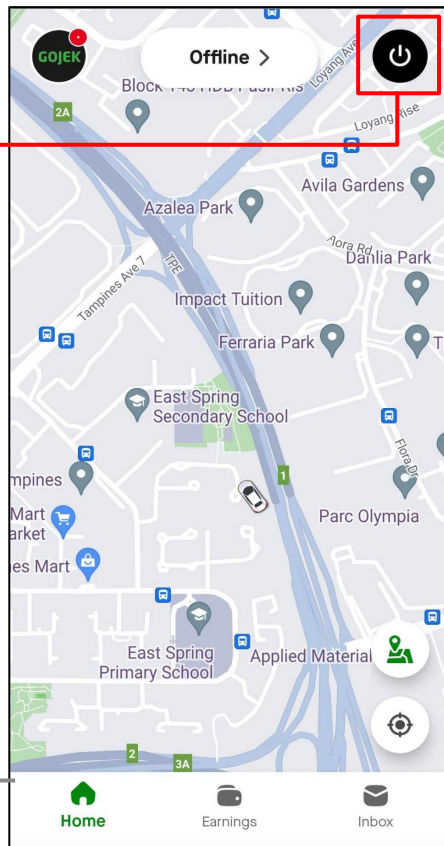 GOJEK
Offline >
Block 148 HDB Pasir Ris
Loyang Ave
2A
Loyang Rise
Avila Gardens
Azalea Park
Aora Rd
Dahlia Park
Tampines Ave 7
TPE
Impact Tuition
Ferraria Park
T
East Spring
Secondary School
Flora Dr
1
mpines
Mart
arket
Parc Olympia
es Mart
East Spring
Primary School
Applied Material
2
3A
Home
Earnings
Inbox